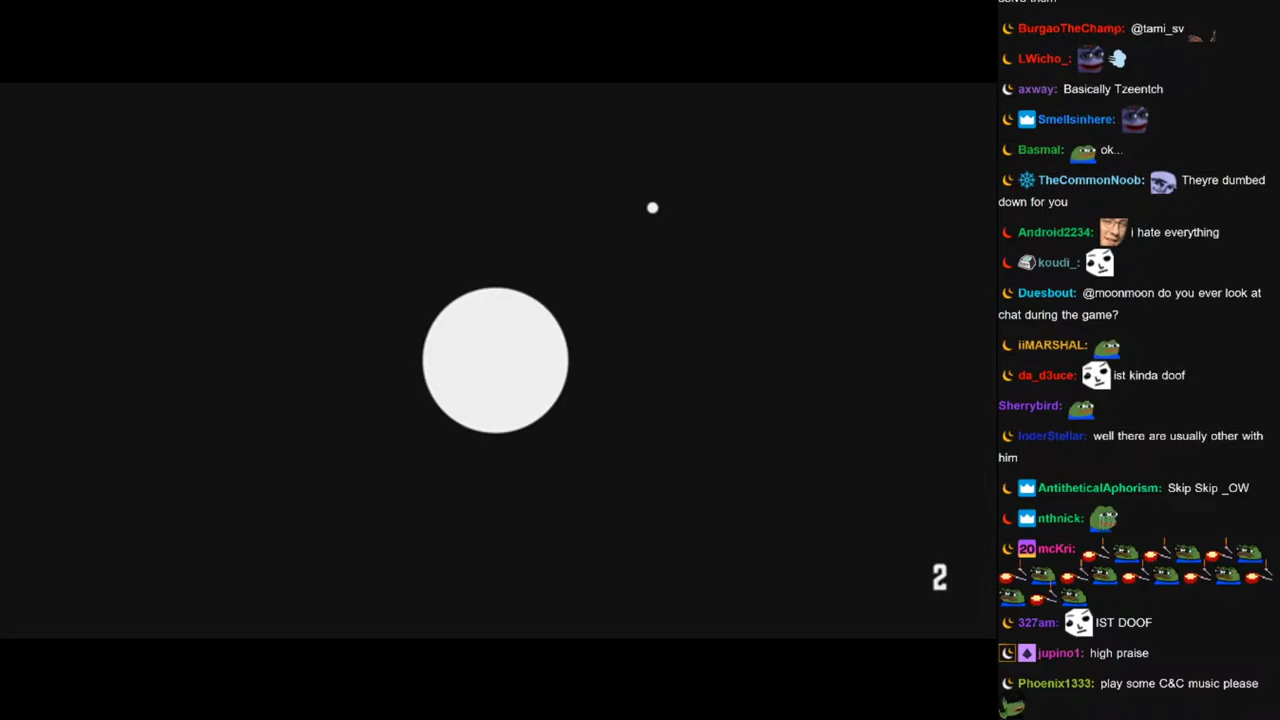 BurgaoTheChamp: @tami_sv
LWicho_:
axway: Basically Tzeentch
Smellsinhere:
Basmal: ok...
TheCommonNoob: Theyre dumbed
down for you
Android2234: i hate everything
koudi_:
Duesbout: @moonmoon do you ever look at
chat during the game?
iiMARSHAL:
da_d3uce: ist kinda doof
Sherrybird:
InderStellar: well there are usually other with
him
AntitheticalAphorism: Skip Skip _OW
nthnick:
20 mcKri:
2
327am: IST DOOF
jupino1: high praise
Phoenix1333: play some C&C music please